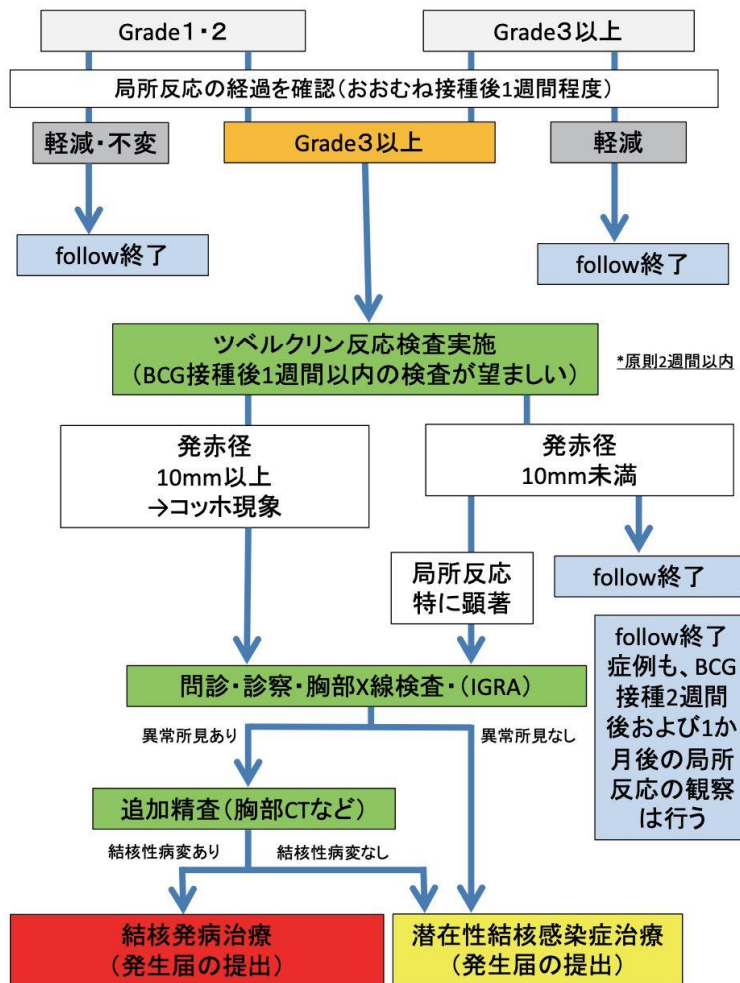 Grade1・2
Grade3以上
局所反応の経過を確認(おおむね接種後1週間程度)
軽減・不変
Grade3以上
軽減
follow終了
follow終了
ツベルクリン反応検査実施
(BCG接種後1週間以内の検査が望ましい)
*原則2週間以内
発赤径
10mm以上
→コッホ現象
発赤径
10mm未満
局所反応
特に顕著
follow終了
follow終了
症例も、BCG
接種2週間
後および1か
月後の局所
反応の観察
は行う
問診・診察・胸部X線検査・(IGRA)
異常所見あり
異常所見なし
追加精査(胸部CTなど)
結核性病変あり
結核性病変なし
結核発病治療
(発生届の提出)
潜在性結核感染症治療
(発生届の提出)